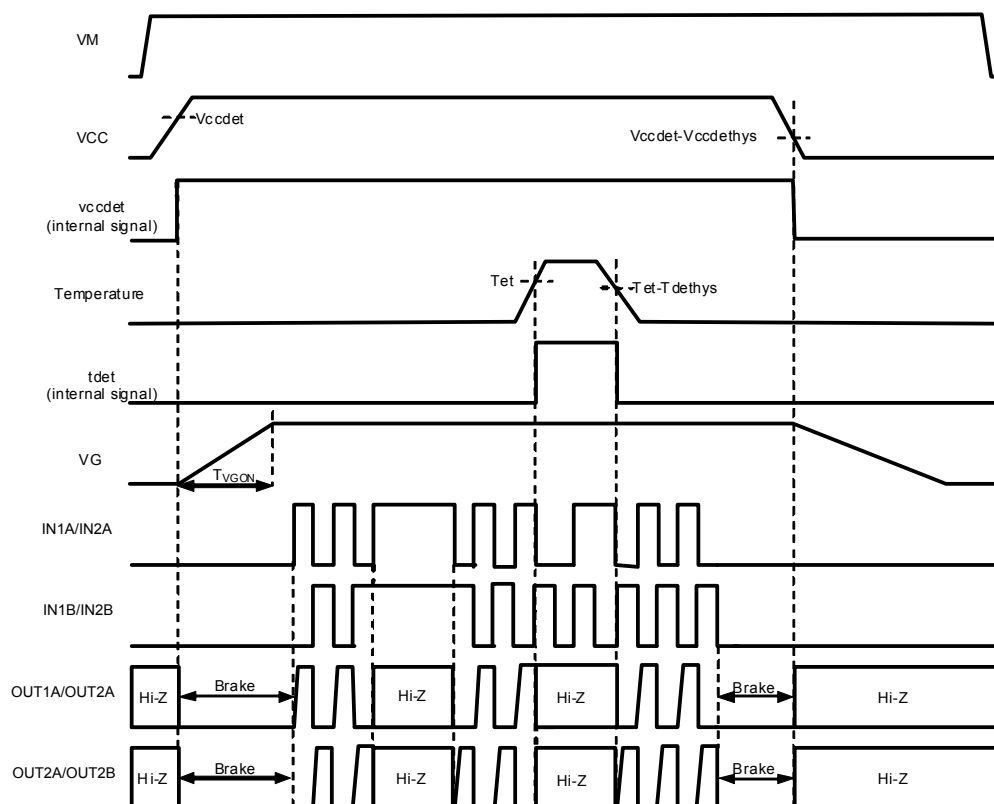 VM
Vccdet
VCC
Vccdet-Vccdethys
vccdet
(internal signal)
Tet
Tet-Tdethys
Temperature
tdet
(internal signal)
VG
TVGON
IN1A/IN2A
IN1B/IN2B
OUT1A/OUT2A
Hi-Z
Brake
Hi-Z
Hi-Z
Brake
Hi-Z
OUT2A/OUT2B
Hi-Z
Brake
Hi-Z
Hi-Z
Brake
Hi-Z